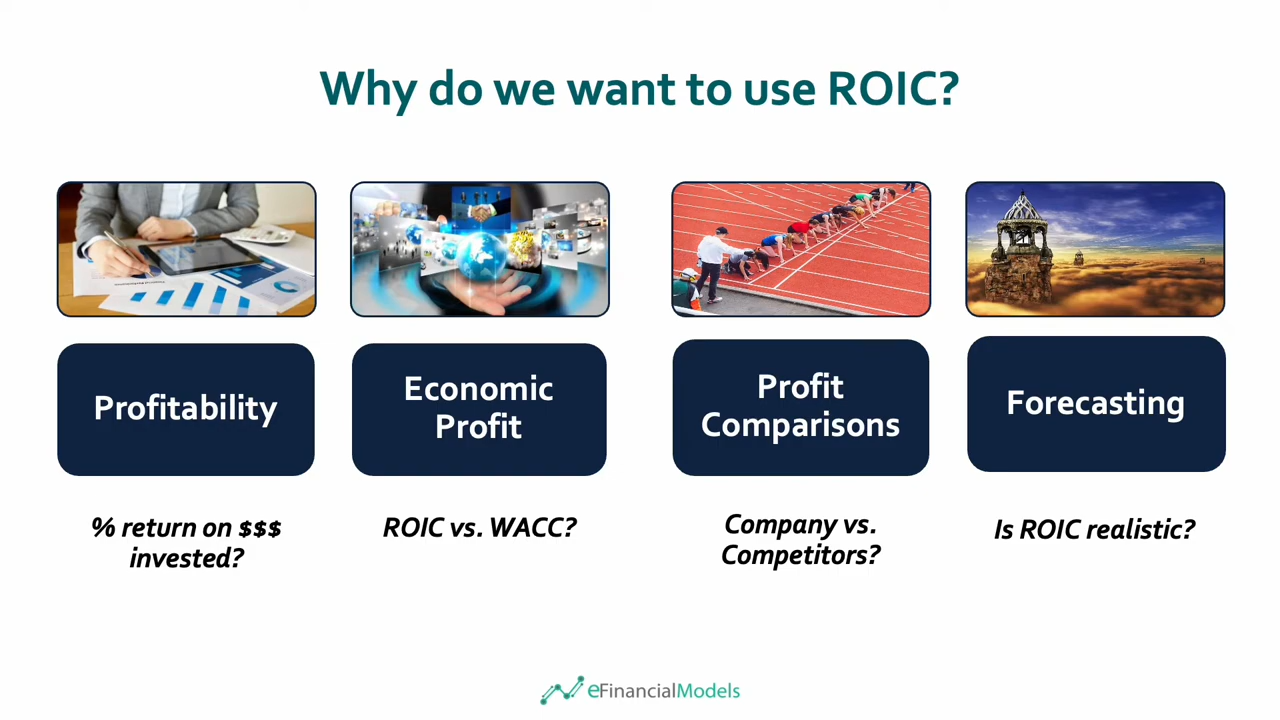 Why do we want to use ROIC?
Profitability
Economic
Profit
Profit
Comparisons
Forecasting
% return on $$$
invested?
ROIC vs. WACC?
Company vs.
Competitors?
Is ROIC realistic?
eFinancialModels